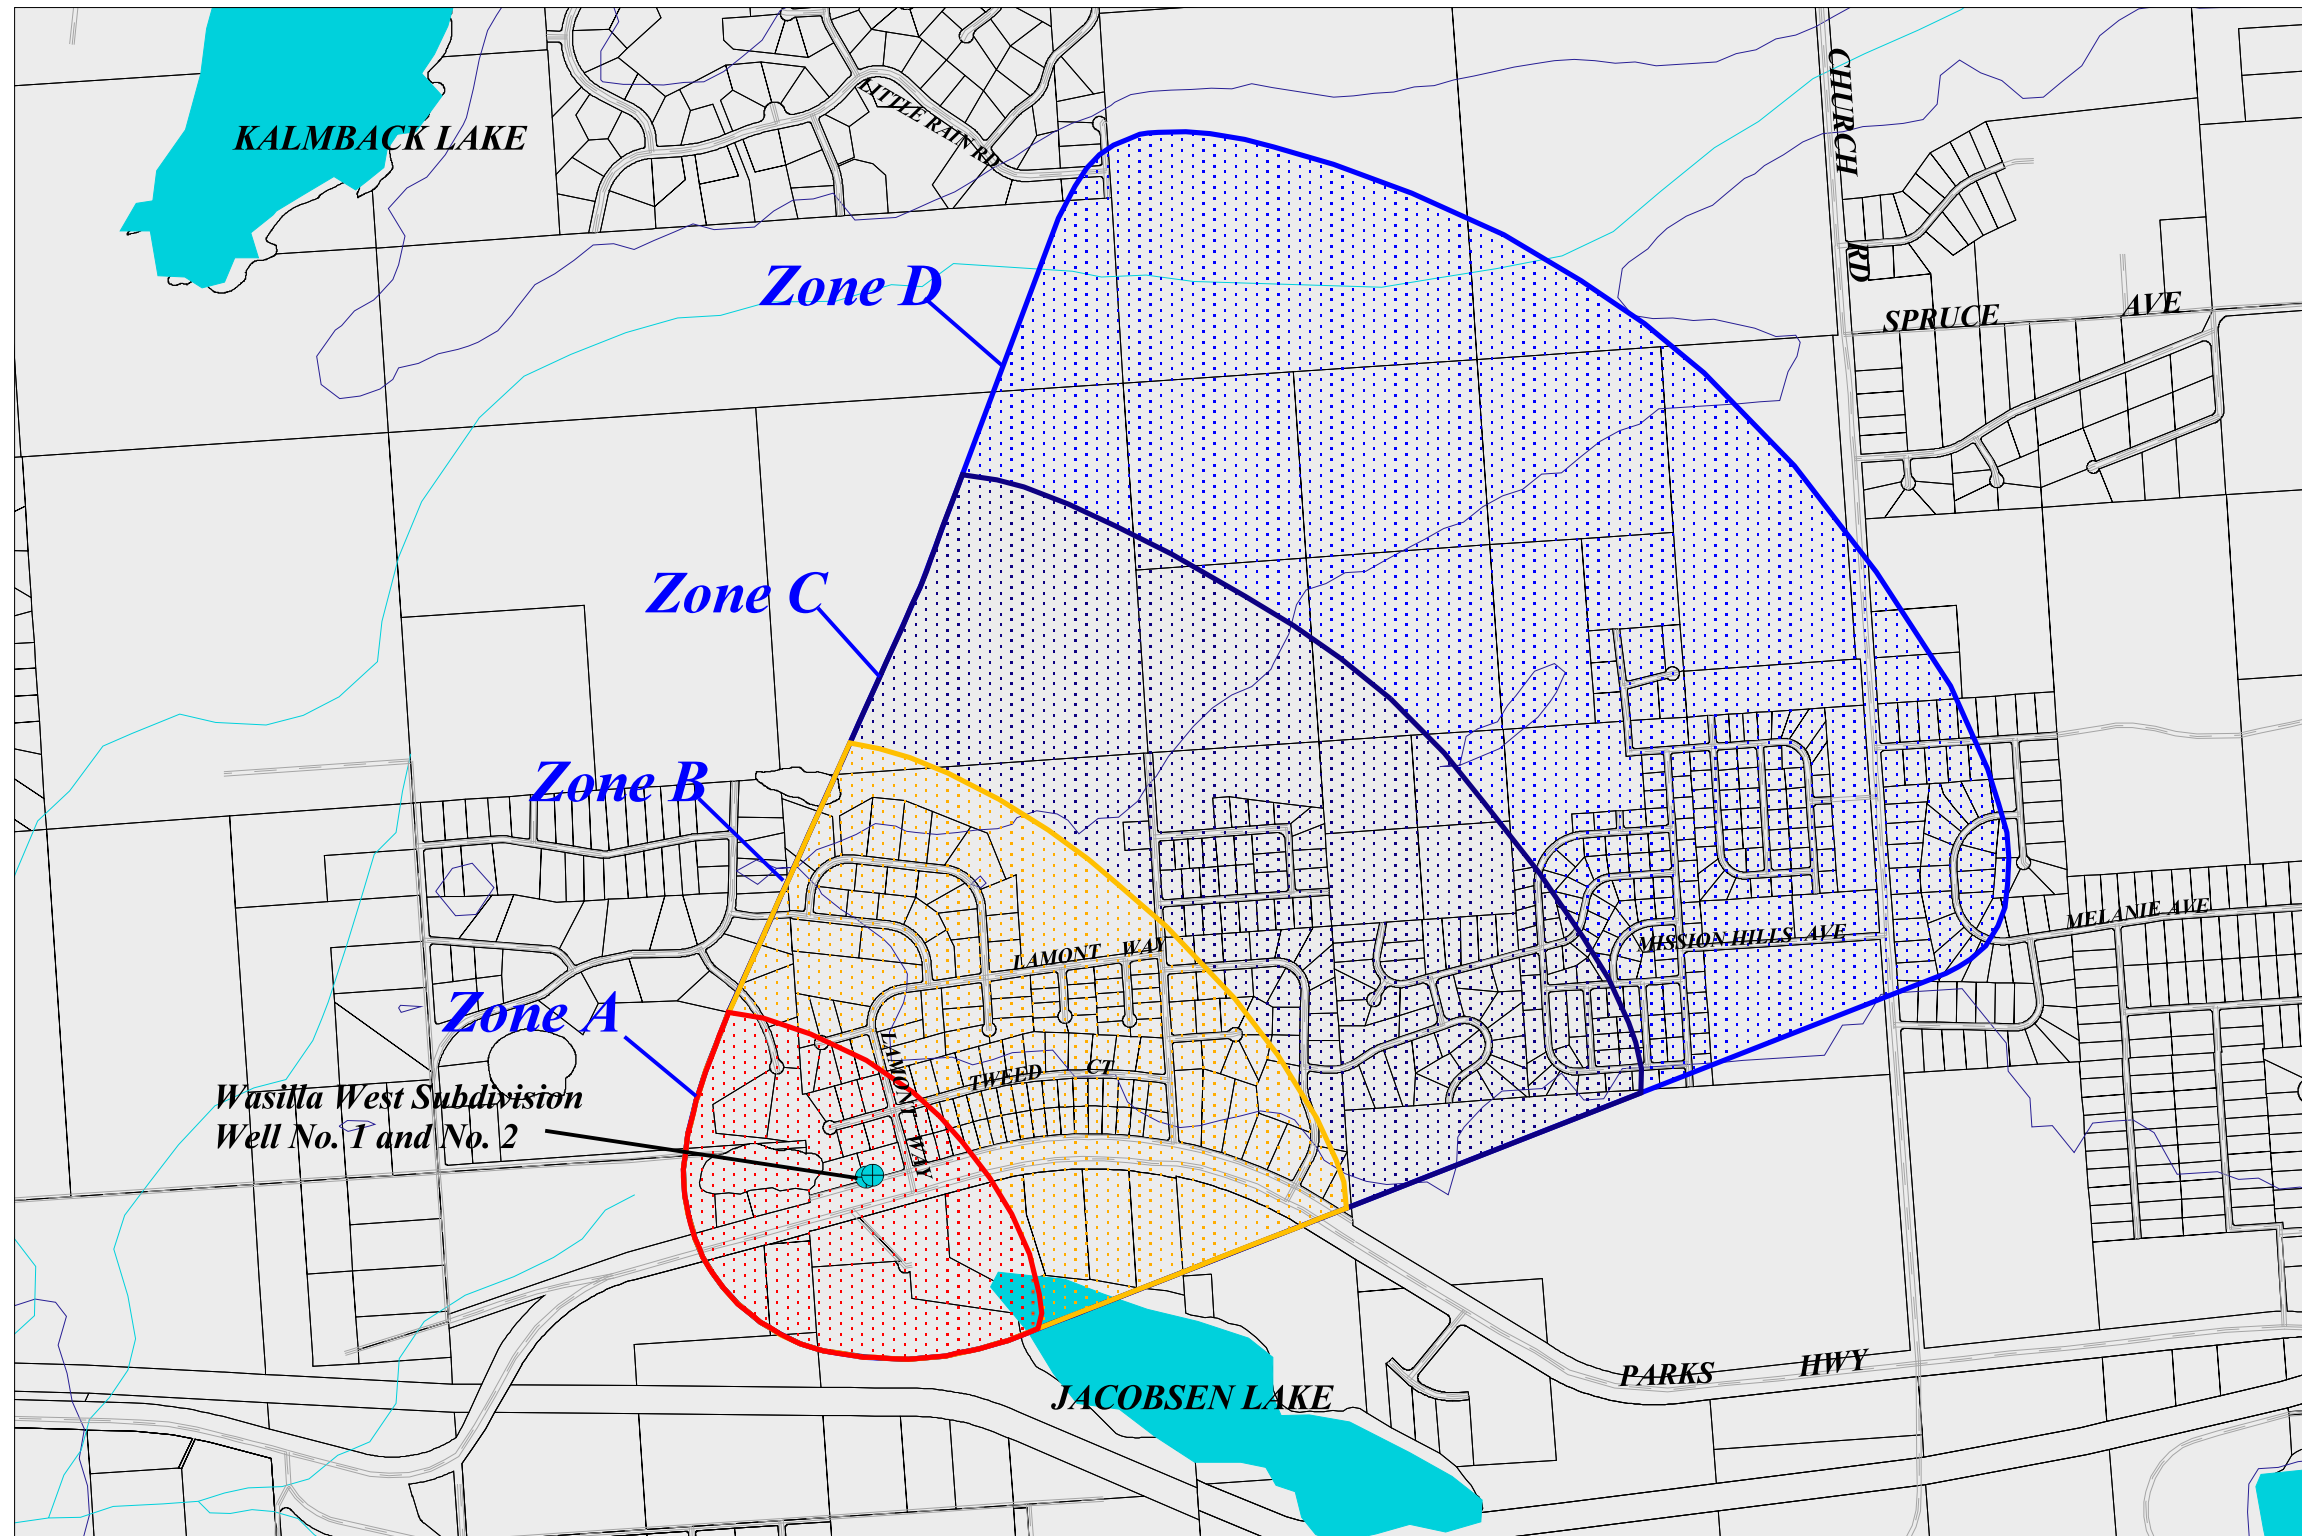 KALMBACK LAKE
LITTLE RAIN RD
CHURCH RD
Zone D
SPRUCE AVE
Zone C
Zone B
LAMONT WAY
MISSION HILLS AVE
MELANIE AVE
Zone A
LAMONT WAY
TWEED CT
Wasilla West Subdivision
Well No. 1 and No. 2
PARKS HWY
JACOBSEN LAKE